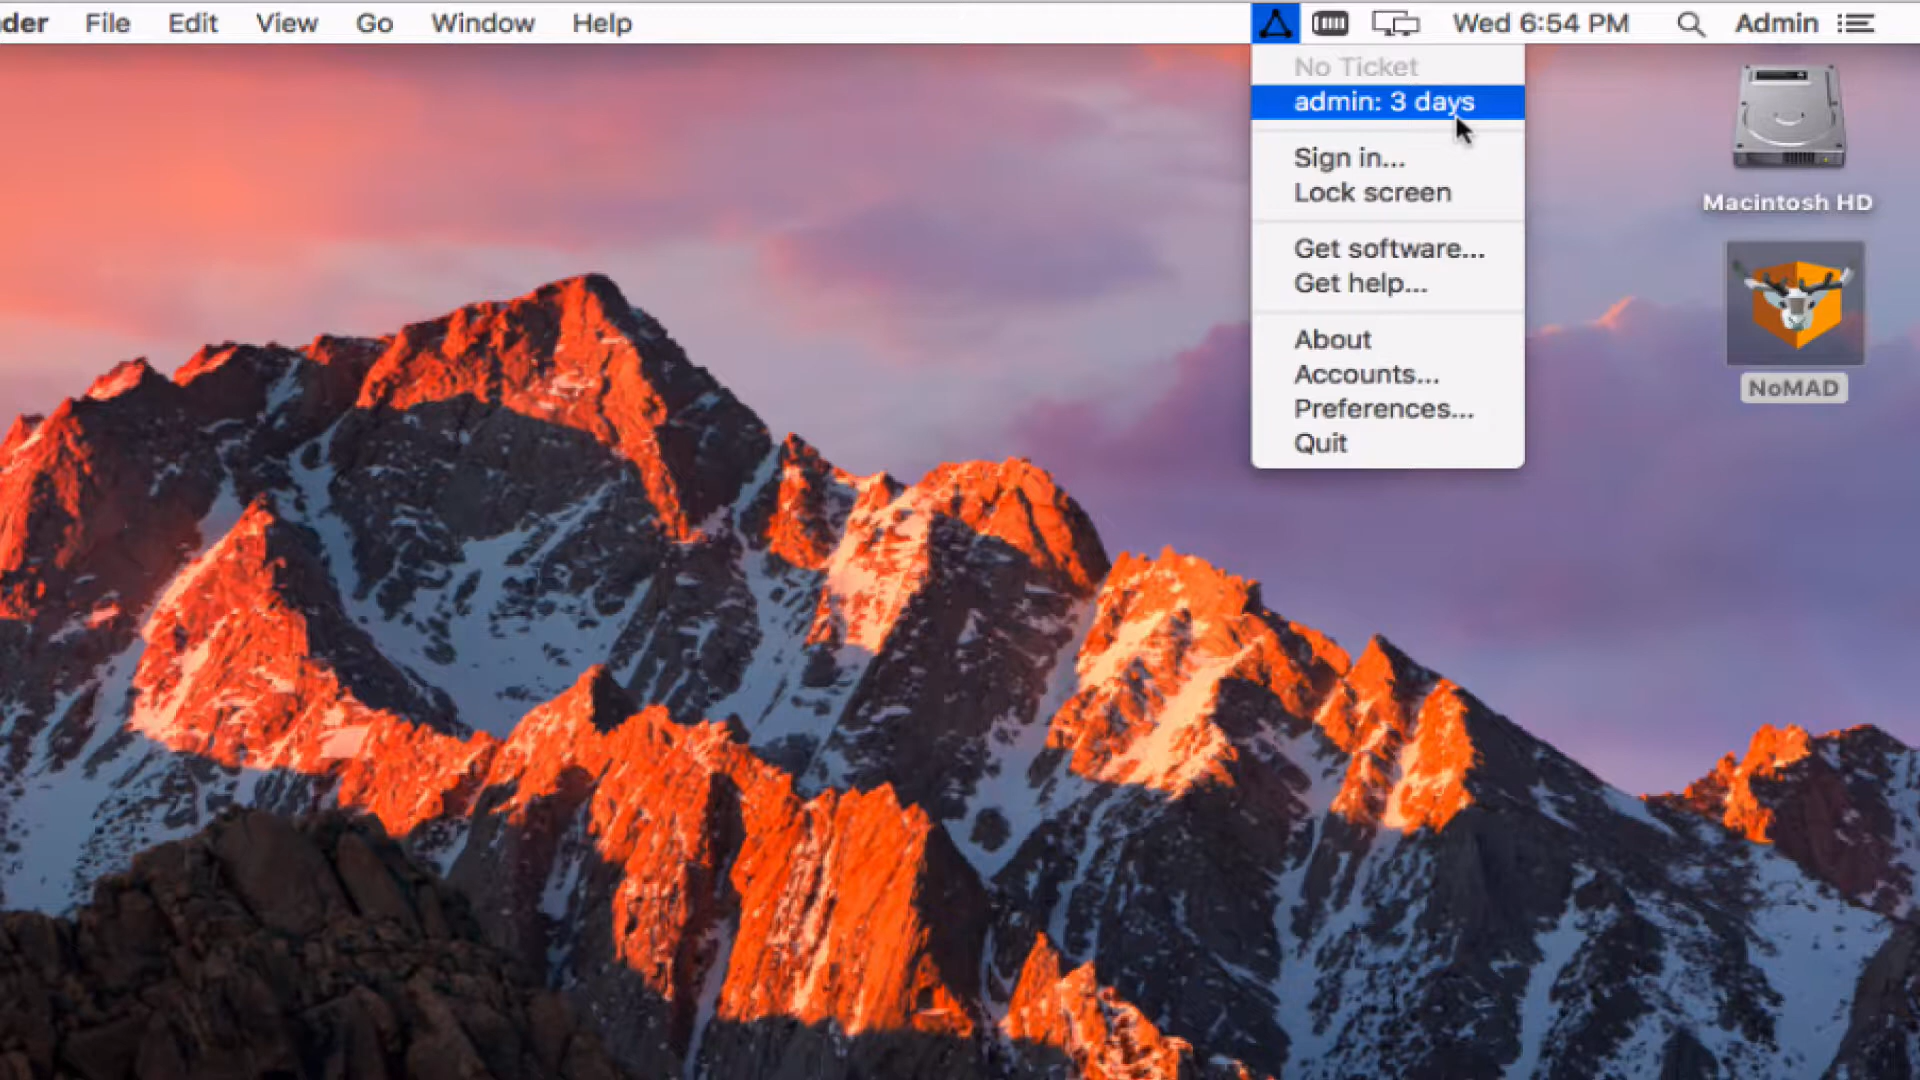 der File Edit View Go Window Help Wed 6:54 PM Admin
No Ticket
admin: 3 days
Sign in...
Lock screen
Get software...
Get help...
About
Accounts...
Preferences...
Quit
Macintosh HD
NoMAD